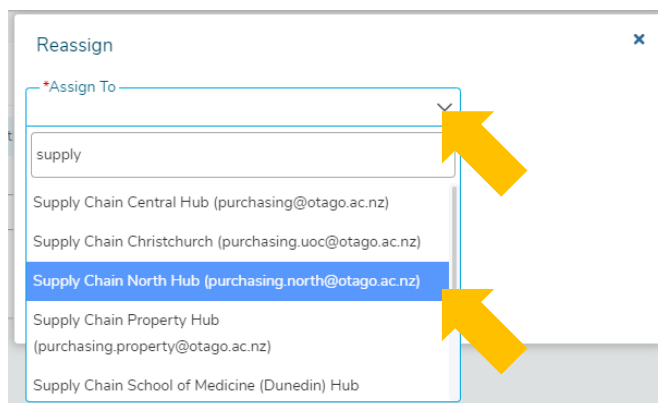 Reassign
×
*Assign To
supply
Supply Chain Central Hub (purchasing@otago.ac.nz)
Supply Chain Christchurch (purchasing.uoc@otago.ac.nz)
Supply Chain North Hub (purchasing.north@otago.ac.nz)
Supply Chain Property Hub
(purchasing.property@otago.ac.nz)
Supply Chain School of Medicine (Dunedin) Hub